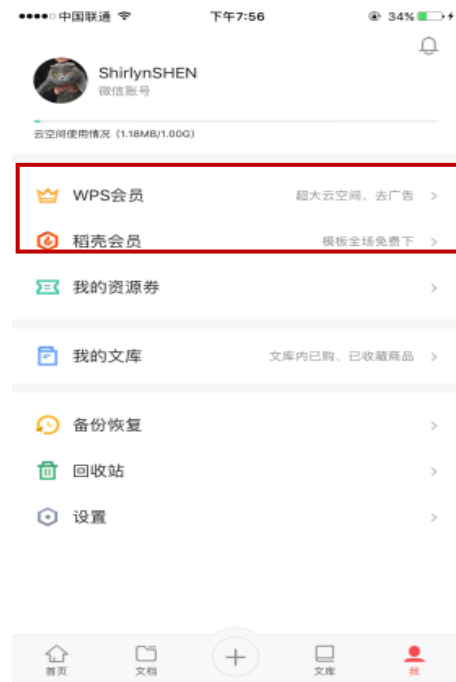 中国联通 下午7:56 34%
ShirlynSHEN
微信账号
云空间使用情况（1.18MB/1.00G）
WPS会员 超大云空间、去广告
稻壳会员 模板全场免费下
我的资源券
我的文库 文库内已购、已收藏商品
备份恢复
回收站
设置
首页 文档 文库 我